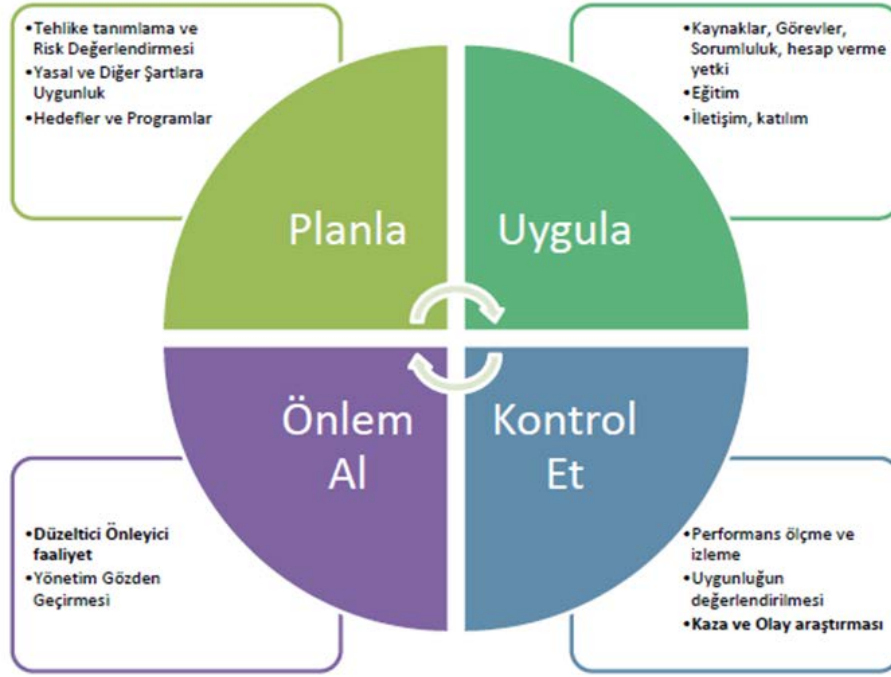 •Tehlike tanımlama ve
Risk Değerlendirmesi
•Yasal ve Diğer Şartlara
Uygunluk
•Hedefler ve Programlar
•Kaynaklar, Görevler,
Sorumluluk, hesap verme
yetki
•Eğitim
•İletişim, katılım
Planla
Uygula
Önlem
Al
Kontrol
Et
•Düzeltici Önleyici
faaliyet
•Yönetim Gözden
Geçirmesi
•Performans ölçme ve
izleme
•Uygunluğun
değerlendirilmesi
•Kaza ve Olay araştırması